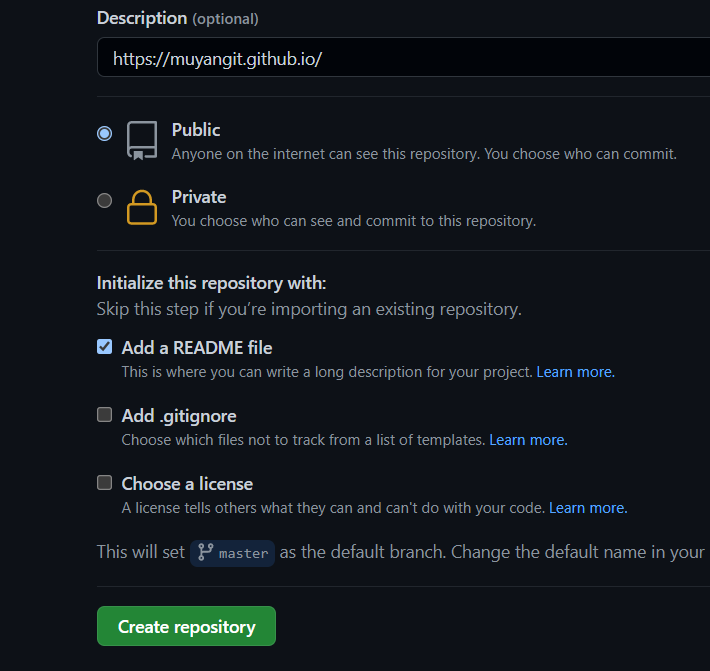 Description (optional)
https://muyangit.github.io/
Public
Anyone on the internet can see this repository. You choose who can commit.
Private
You choose who can see and commit to this repository.
Initialize this repository with:
Skip this step if you're importing an existing repository.
Add a README file
This is where you can write a long description for your project. Learn more.
Add .gitignore
Choose which files not to track from a list of templates. Learn more.
Choose a license
A license tells others what they can and can't do with your code. Learn more.
This will set master as the default branch. Change the default name in your
Create repository